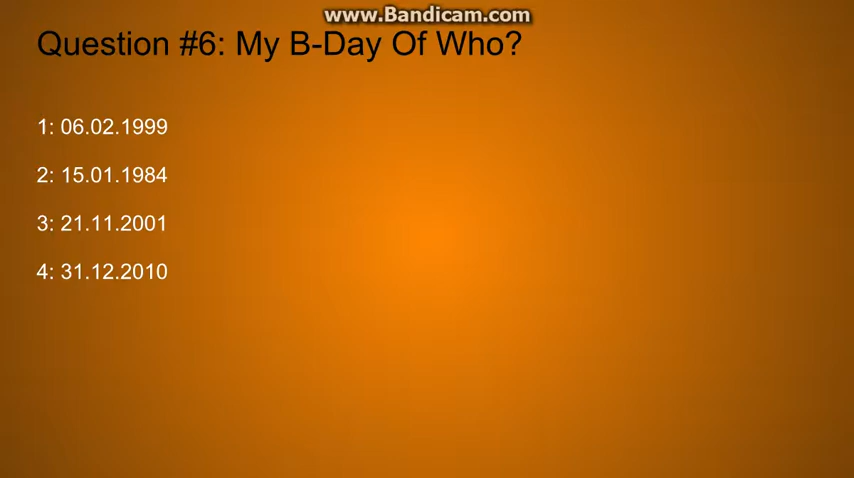 www.Bandicam.com
Question #6: My B-Day Of Who?
1: 06.02.1999
2: 15.01.1984
3: 21.11.2001
4: 31.12.2010